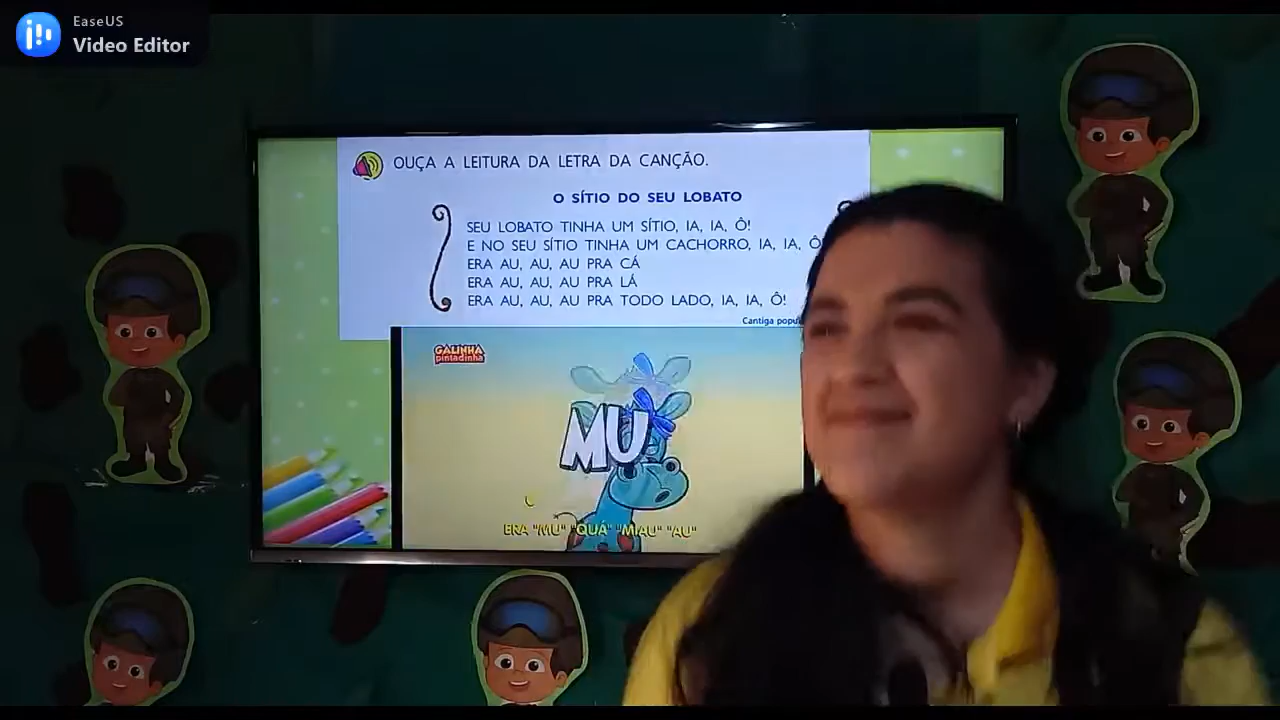 EaseUS
Video Editor
OUÇA A LEITURA DA LETRA DA CANÇÃO.
O SÍTIO DO SEU LOBATO
SEU LOBATO TINHA UM SÍTIO, IA, IA, Ô!
E NO SEU SÍTIO TINHA UM CACHORRO, IA, IA, Ô
ERA AU, AU, AU PRA CÁ
ERA AU, AU, AU PRA LÁ
ERA AU, AU, AU PRA TODO LADO, IA, IA, Ô!
Cantiga
GALINHA
Pintadinha
MU
ERA "MU" "QUÁ" "MIAU" "AU"